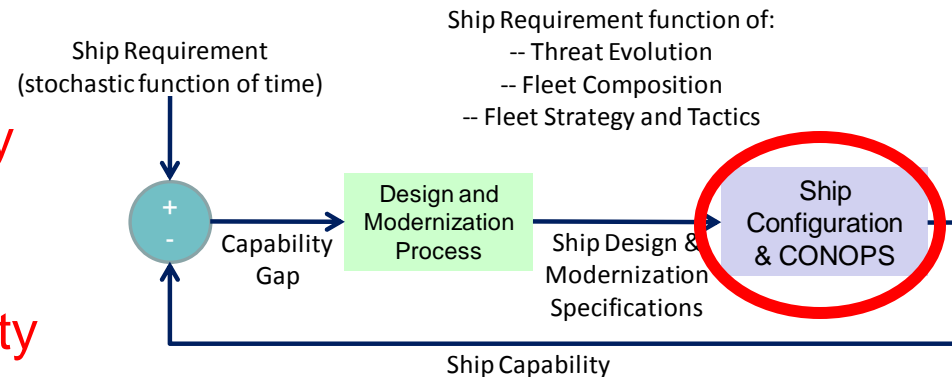 Ship Requirement
(stochastic function of time)
Ship Requirement function of:
-- Threat Evolution
-- Fleet Composition
-- Fleet Strategy and Tactics
y
+
-
Capability
Gap
Design and
Modernization
Process
Ship Design &
Modernization
Specifications
Ship
Configuration
& CONOPS
ty
Ship Capability